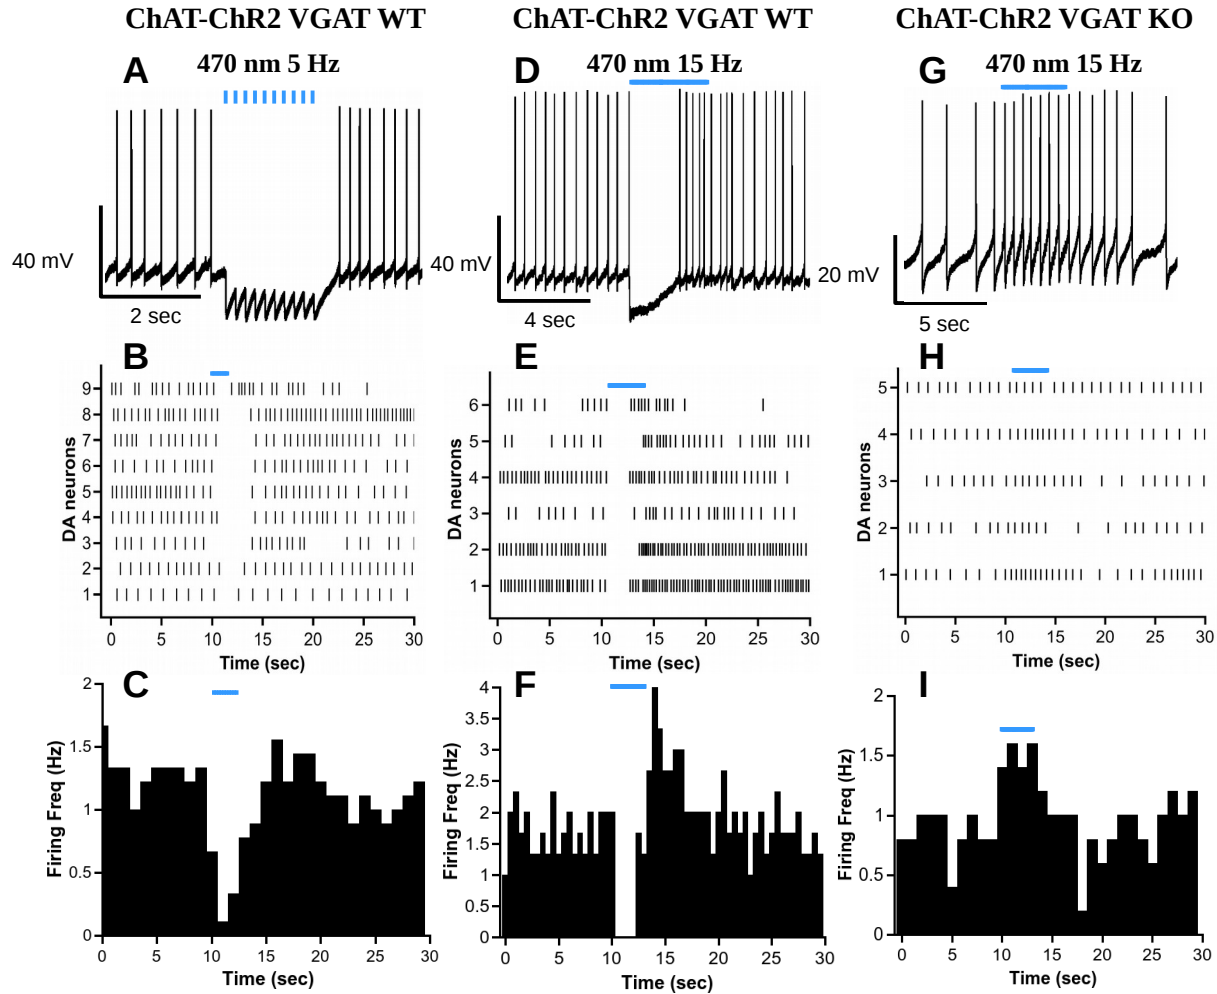 ChAT-ChR2 VGAT WT
ChAT-ChR2 VGAT WT
ChAT-ChR2 VGAT KO
A
470 nm 5 Hz
40 mV
2 sec
D
470 nm 15 Hz
40 mV
4 sec
G
470 nm 15 Hz
20 mV
5 sec
B
DA neurons
9
8
7
6
5
4
3
2
1
0 5 10 15 20 25 30
Time (sec)
E
DA neurons
6
5
4
3
2
1
0 5 10 15 20 25 30
Time (sec)
H
DA neurons
5
4
3
2
1
0 5 10 15 20 25 30
Time (sec)
C
Firing Freq (Hz)
2
1.5
1
0.5
0
0 5 10 15 20 25 30
Time (sec)
F
Firing Freq (Hz)
4
3.5
3
2.5
2
1.5
1
0.5
0
0 5 10 15 20 25 30
Time (sec)
I
Firing Freq (Hz)
2
1.5
1
0.5
0
0 5 10 15 20 25 30
Time (sec)